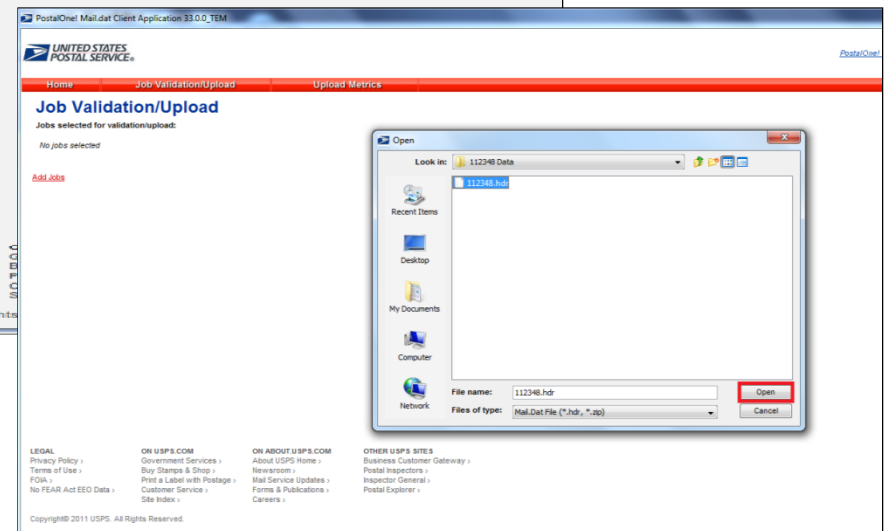 PostalOne! Mail.dat Client Application 33.0.0_TEM
UNITED STATES
POSTAL SERVICE®
PostalOne!
Home Job Validation/Upload Upload Metrics
Job Validation/Upload
Jobs selected for validation/upload:
No jobs selected
Add Jobs
Open
Look in: 112348 Data
112348.hdr
Recent Items
Desktop
My Documents
Computer
Network
File name: 112348.hdr Open
Files of type: Mail.Dat File (*.hdr, *.zip) Cancel
LEGAL
Privacy Policy ›
Terms of Use ›
FOIA ›
No FEAR Act EEO Data ›
ON USPS.COM
Government Services ›
Buy Stamps & Shop ›
Print a Label with Postage ›
Customer Service ›
Site Index ›
ON ABOUT.USPS.COM
About USPS Home ›
Newsroom ›
Mail Service Updates ›
Forms & Publications ›
Careers ›
OTHER USPS SITES
Business Customer Gateway ›
Postal Inspectors ›
Inspector General ›
Postal Explorer ›
Copyright© 2011 USPS. All Rights Reserved.